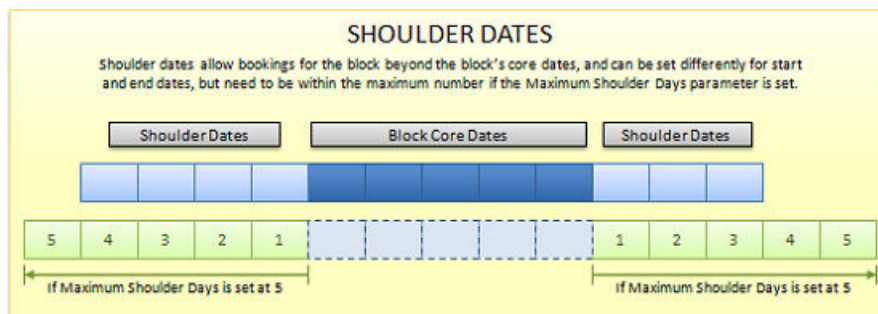 SHOULDER DATES
Shoulder dates allow bookings for the block beyond the block's core dates, and can be set differently for start
and end dates, but need to be within the maximum number if the Maximum Shoulder Days parameter is set.
Shoulder Dates Block Core Dates Shoulder Dates
5 4 3 2 1 1 2 3 4 5
If Maximum Shoulder Days is set at 5 If Maximum Shoulder Days is set at 5